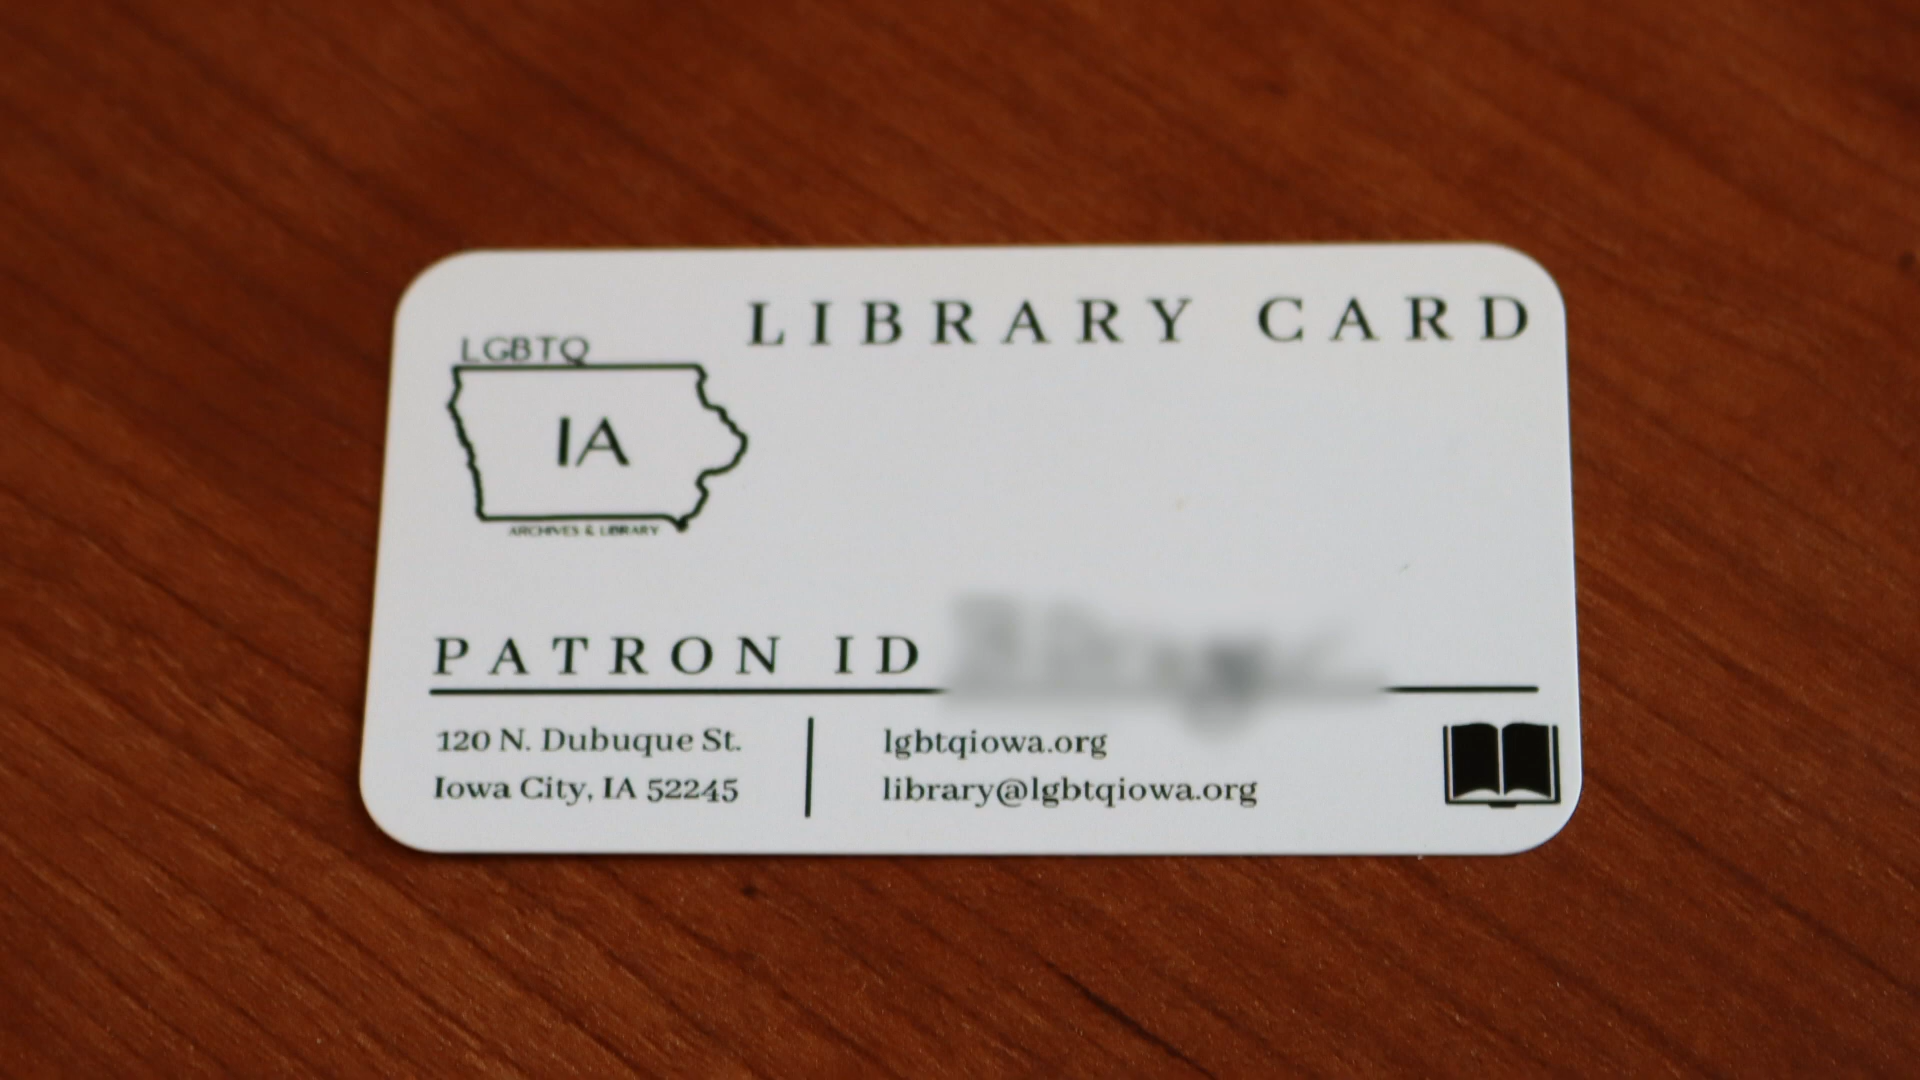 LIBRARY CARD
LGBTQ
IA
ARCHIVES & LIBRARY
PATRON ID
120 N. Dubuque St.
Iowa City, IA 52245
lgbtqiowa.org
library@lgbtqiowa.org